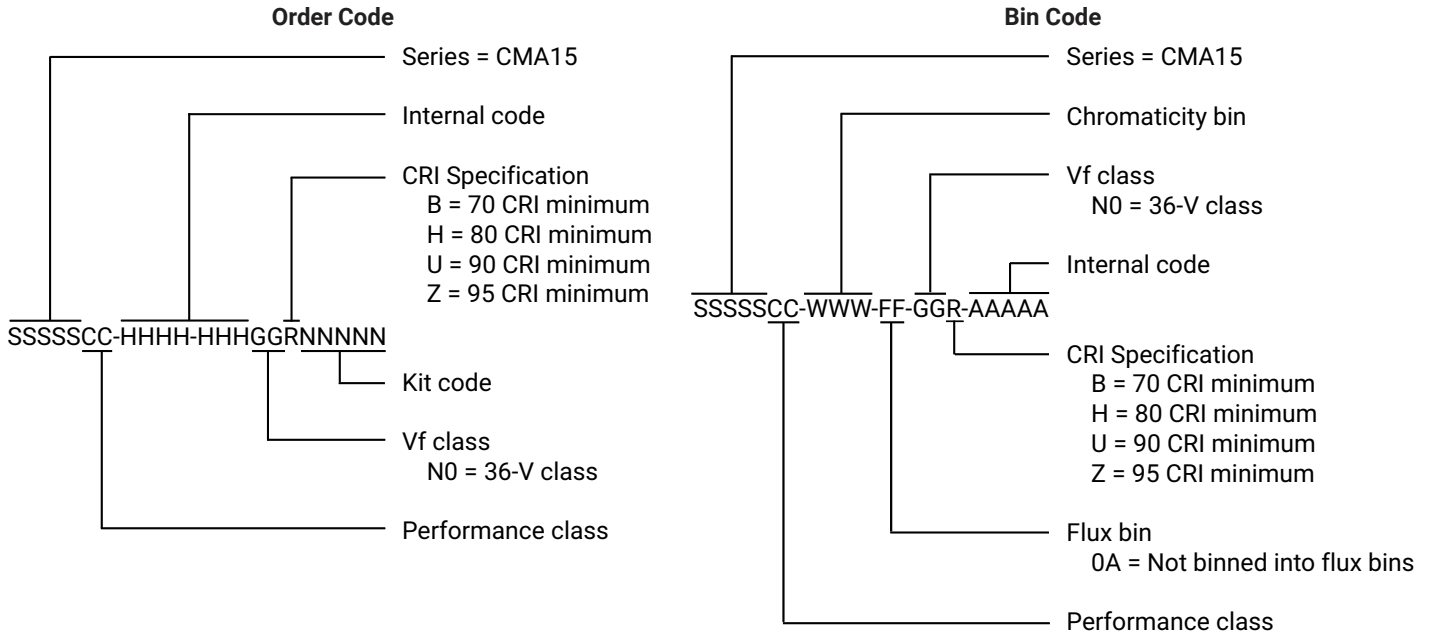 Order Code
Series = CMA15
Internal code
CRI Specification
B = 70 CRI minimum
H = 80 CRI minimum
U = 90 CRI minimum
Z = 95 CRI minimum
SSSSSCC-HHHH-HHHGGRNNNNN
Kit code
Vf class
N0 = 36-V class
Performance class
Bin Code
Series = CMA15
Chromaticity bin
Vf class
N0 = 36-V class
Internal code
SSSSSCC-WWW-FF-GGR-AAAAA
CRI Specification
B = 70 CRI minimum
H = 80 CRI minimum
U = 90 CRI minimum
Z = 95 CRI minimum
Flux bin
0A = Not binned into flux bins
Performance class